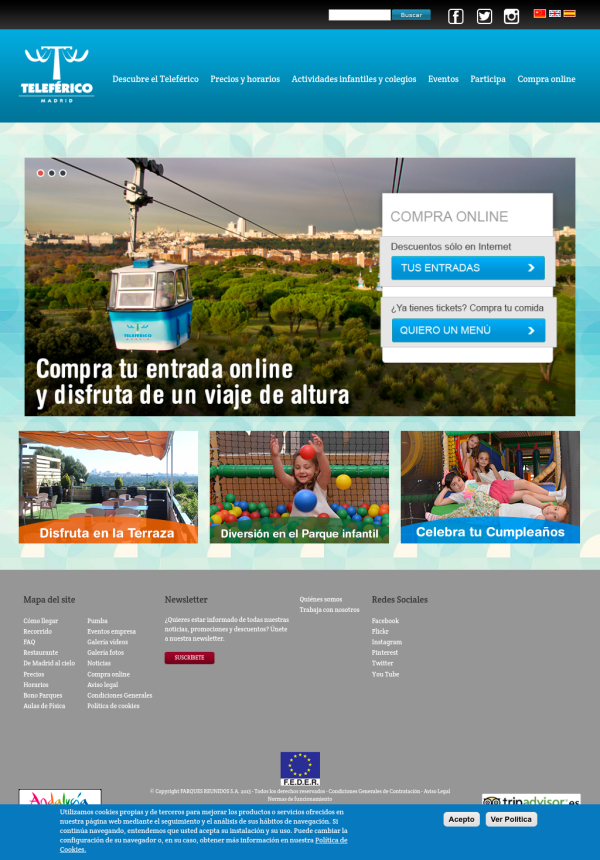 Buscar
TELEFÉRICO
MADRID
Descubre el Teleférico
Precios y horarios
Actividades infantiles y colegios
Eventos
Participa
Compra online
COMPRA ONLINE
Descuentos sólo en Internet
TUS ENTRADAS
¿Ya tienes tickets? Compra tu comida
QUIERO UN MENÚ
TELEFÉRICO
Compra tu entrada online
y disfruta de un viaje de altura
Disfruta en la Terraza
Diversión en el Parque infantil
Celebra tu Cumpleaños
Mapa del site
Cómo llegar
Recorrido
FAQ
Restaurante
De Madrid al cielo
Precios
Horarios
Bono Parques
Aulas de Física
Pumba
Eventos empresa
Galería vídeos
Galería fotos
Noticias
Compra online
Aviso legal
Condiciones Generales
Política de cookies
Newsletter
¿Quieres estar informado de todas nuestras
noticias, promociones y descuentos? Únete
a nuestra newsletter.
SUSCRÍBETE
Quiénes somos
Trabaja con nosotros
Redes Sociales
Facebook
Flickr
Instagram
Pinterest
Twitter
You Tube
F.E.D.E.R.
© Copyright PARQUES REUNIDOS S.A. 2013 - Todos los derechos reservados - Condiciones Generales de Contratación - Aviso Legal
Normas de funcionamiento
Andalucía
tripadvisor.es
Utilizamos cookies propias y de terceros para mejorar los productos o servicios ofrecidos en
nuestra página web mediante el seguimiento y el análisis de sus hábitos de navegación. Si
continúa navegando, entendemos que usted acepta su instalación y su uso. Puede cambiar la
configuración de su navegador o, en su caso, obtener más información en nuestra Política de
Cookies.
Acepto
Ver Politica